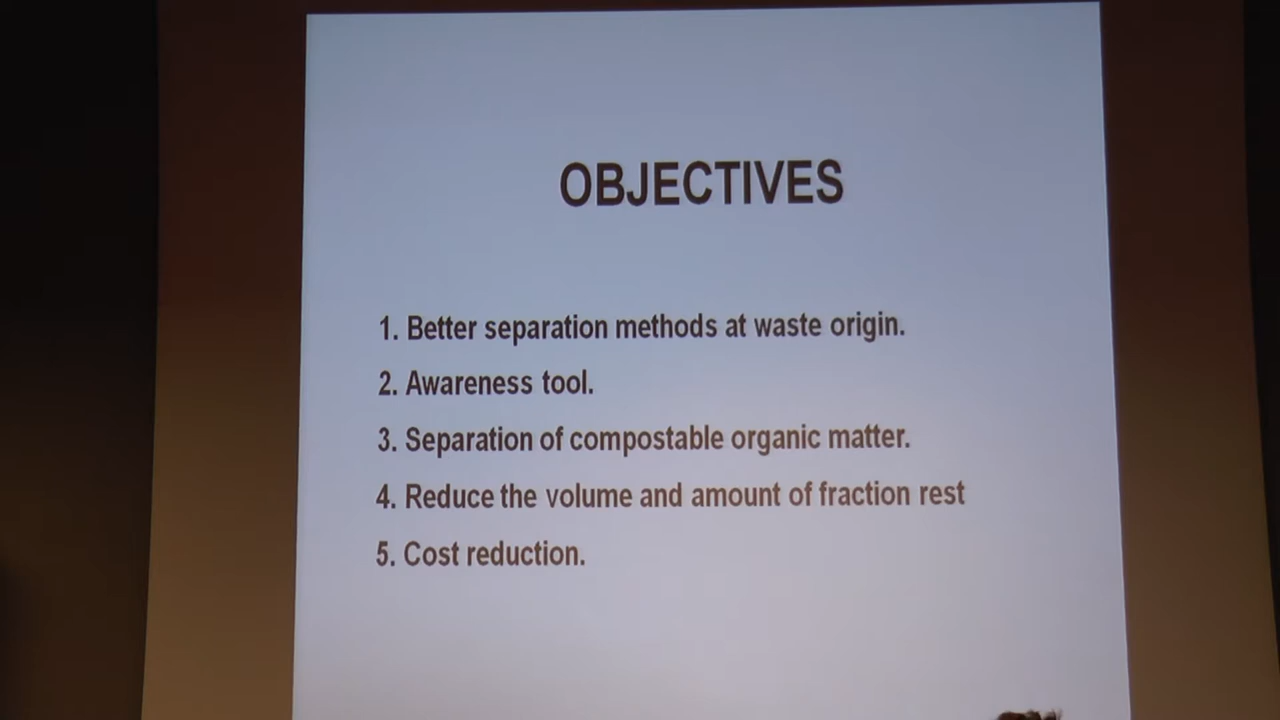 OBJECTIVES
1. Better separation methods at waste origin.
2. Awareness tool.
3. Separation of compostable organic matter.
4. Reduce the volume and amount of fraction rest
5. Cost reduction.